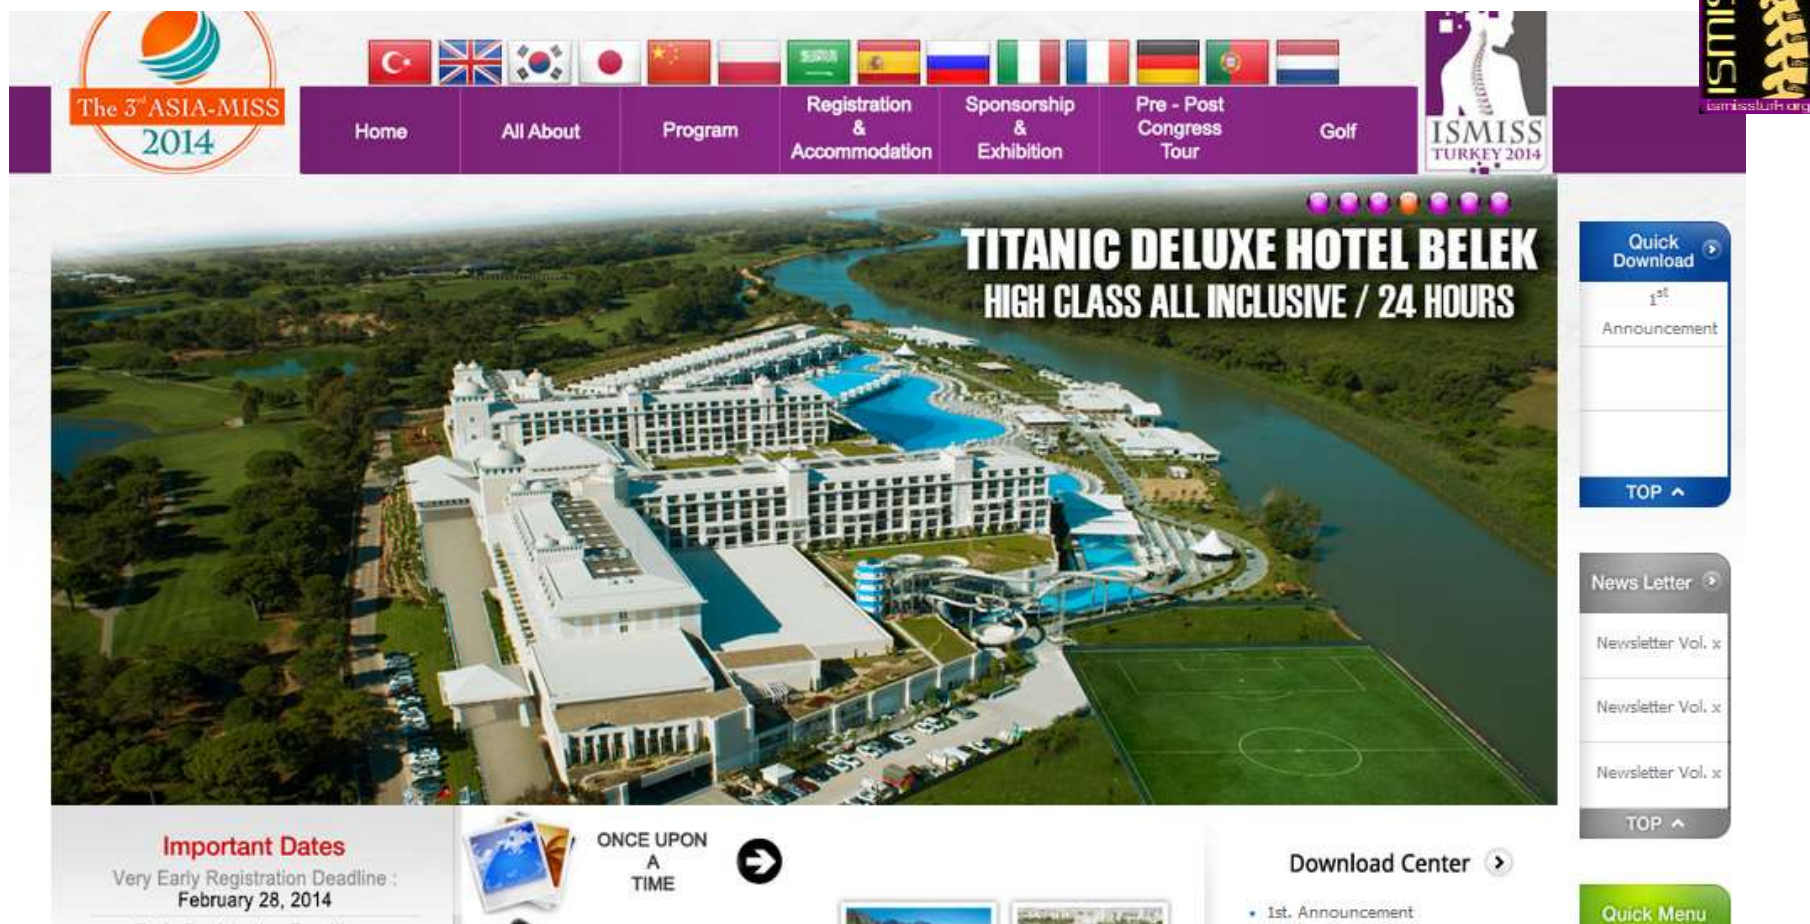 The 3rd ASIA-MISS
2014
Home
All About
Program
Registration
&
Accommodation
Sponsorship
&
Exhibition
Pre - Post
Congress
Tour
Golf
ISMISS
TURKEY 2014
ismissturk.org
TITANIC DELUXE HOTEL BELEK
HIGH CLASS ALL INCLUSIVE / 24 HOURS
Quick
Download
1st
Announcement
TOP
News Letter
Newsletter Vol. x
Newsletter Vol. x
Newsletter Vol. x
TOP
Quick Menu
Important Dates
Very Early Registration Deadline :
February 28, 2014
ONCE UPON
A
TIME
Download Center
1st. Announcement